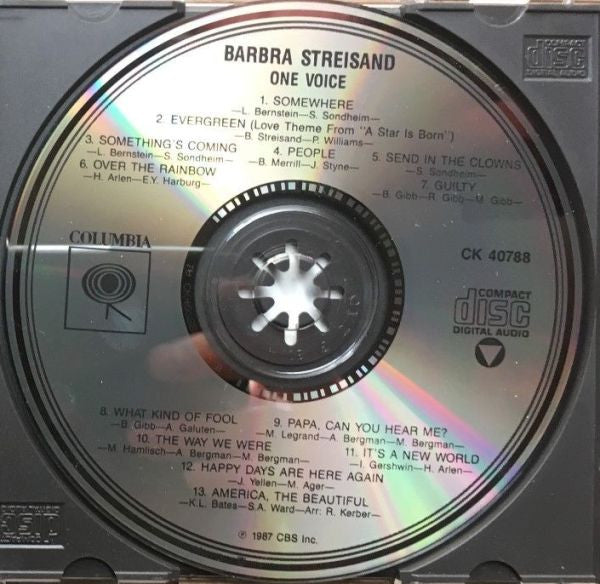 BARBRA STREISAND
ONE VOICE
1. SOMEWHERE
—L. Bernstein—S. Sondheim—
2. EVERGREEN (Love Theme From "A Star Is Born")
—B. Streisand—P. Williams—
3. SOMETHING'S COMING
—L. Bernstein—S. Sondheim—
4. PEOPLE
—B. Merrill—J. Styne—
5. SEND IN THE CLOWNS
—S. Sondheim—
6. OVER THE RAINBOW
—H. Arlen—E.Y. Harburg—
7. GUILTY
—B. Gibb—R. Gibb—M. Gibb—
COLUMBIA
CK 40788
COMPACT
disc
DIGITAL AUDIO
8. WHAT KIND OF FOOL
—B. Gibb—A. Galuten—
9. PAPA, CAN YOU HEAR ME?
—M. Legrand—A. Bergman—M. Bergman—
10. THE WAY WE WERE
—M. Hamlisch—A. Bergman—M. Bergman—
11. IT'S A NEW WORLD
—I. Gershwin—H. Arlen—
12. HAPPY DAYS ARE HERE AGAIN
—J. Yellen—M. Ager—
13. AMERICA, THE BEAUTIFUL
—K.L. Bates—S.A. Ward—Arr: R. Kerber—
℗ 1987 CBS Inc.
COMPACT
disc
DIGITAL AUDIO